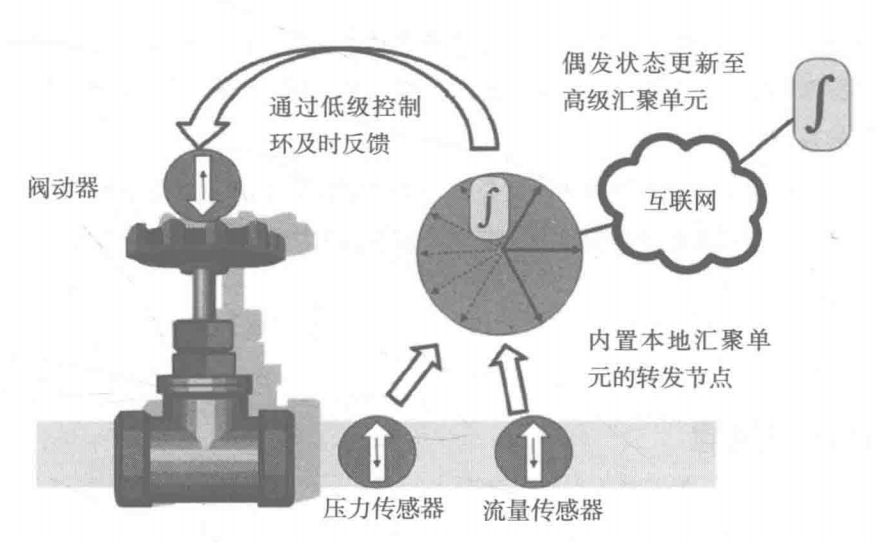 偶发状态更新至
高级汇聚单元
通过低级控制
环及时反馈
阀动器
互联网
内置本地汇聚单
元的转发节点
压力传感器
流量传感器